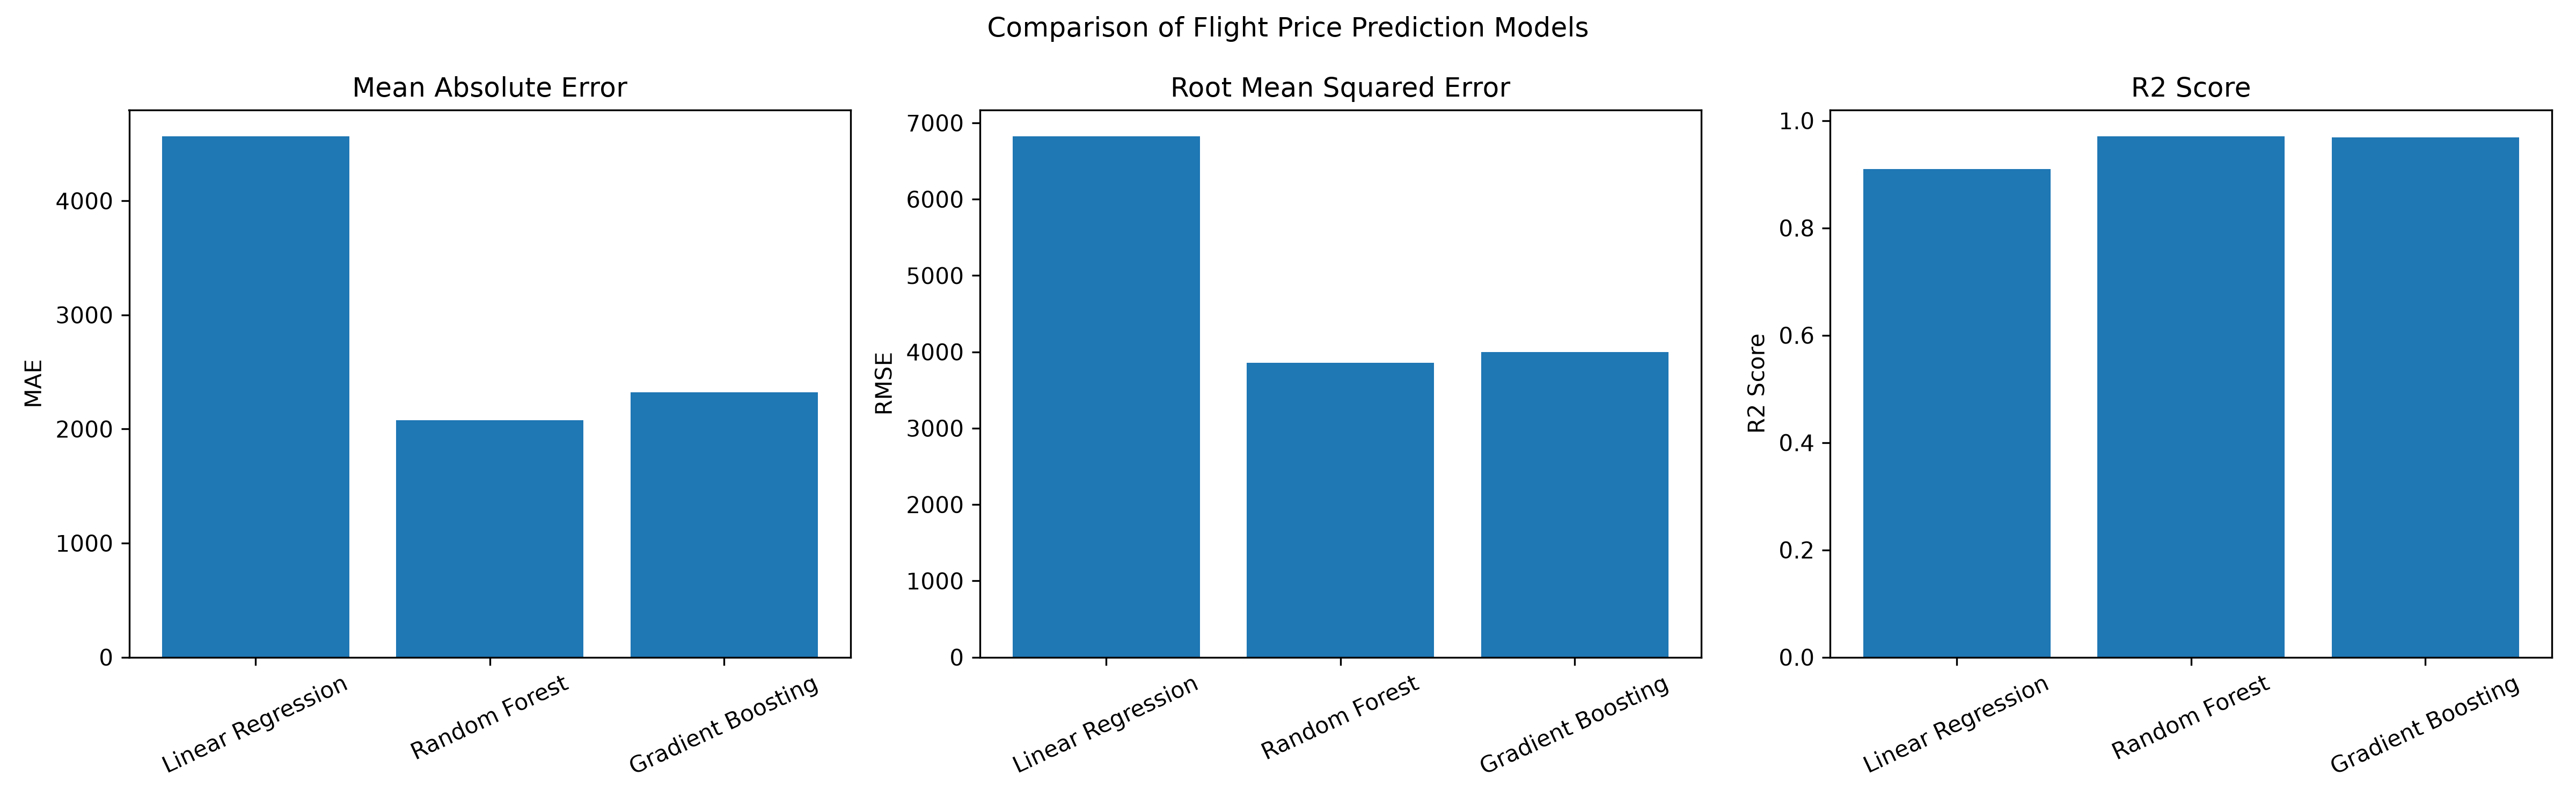 Comparison of Flight Price Prediction Models
Mean Absolute Error
MAE
4000
3000
2000
1000
0
Linear Regression
Random Forest
Gradient Boosting
Root Mean Squared Error
RMSE
7000
6000
5000
4000
3000
2000
1000
0
Linear Regression
Random Forest
Gradient Boosting
R2 Score
R2 Score
1.0
0.8
0.6
0.4
0.2
0.0
Linear Regression
Random Forest
Gradient Boosting